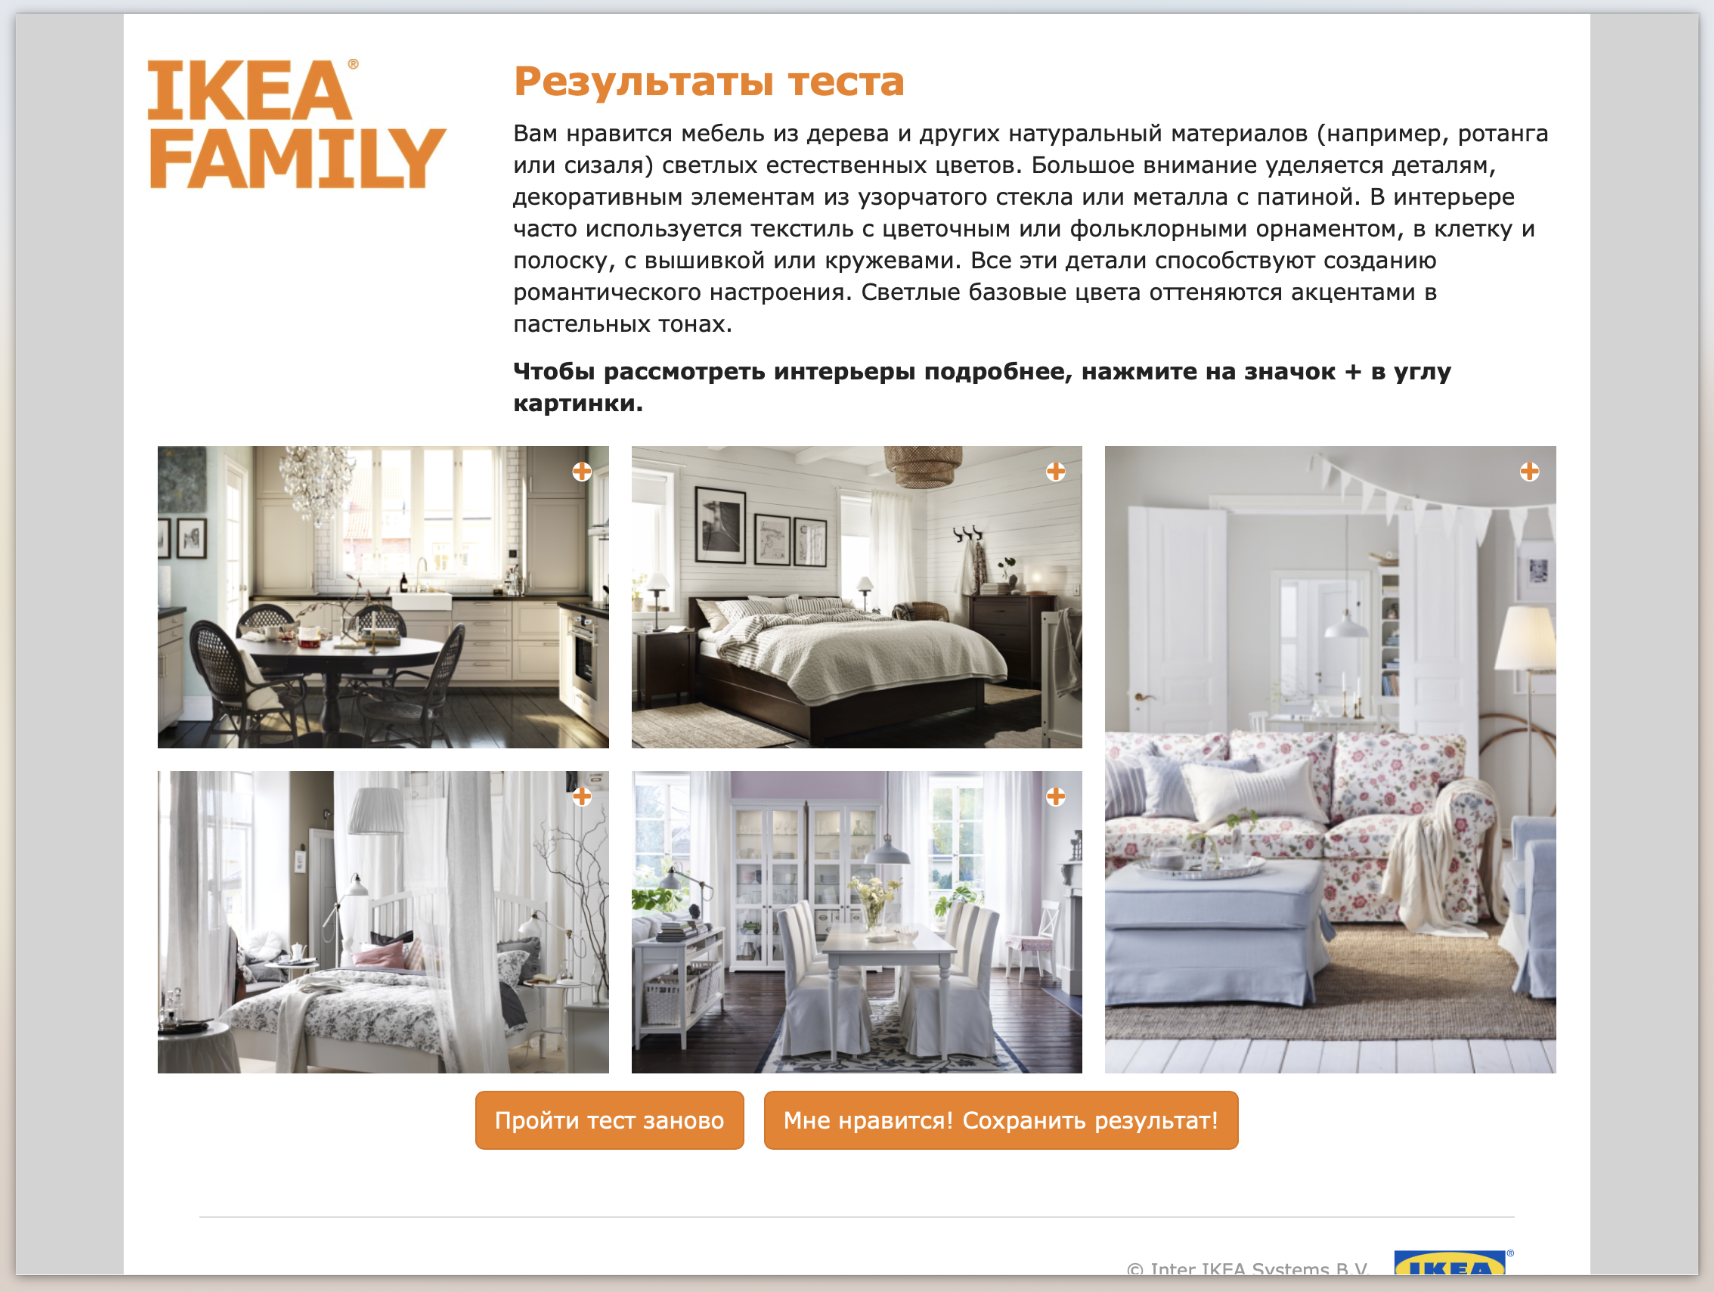 IKEA®
FAMILY
Результаты теста
Вам нравится мебель из дерева и других натуральный материалов (например, ротанга
или сизаля) светлых естественных цветов. Большое внимание уделяется деталям,
декоративным элементам из узорчатого стекла или металла с патиной. В интерьере
часто используется текстиль с цветочным или фольклорными орнаментом, в клетку и
полоску, с вышивкой или кружевами. Все эти детали способствуют созданию
романтического настроения. Светлые базовые цвета оттеняются акцентами в
пастельных тонах.
Чтобы рассмотреть интерьеры подробнее, нажмите на значок + в углу
картинки.
Пройти тест заново
Мне нравится! Сохранить результат!
© Inter IKEA Systems B.V.
IKEA®